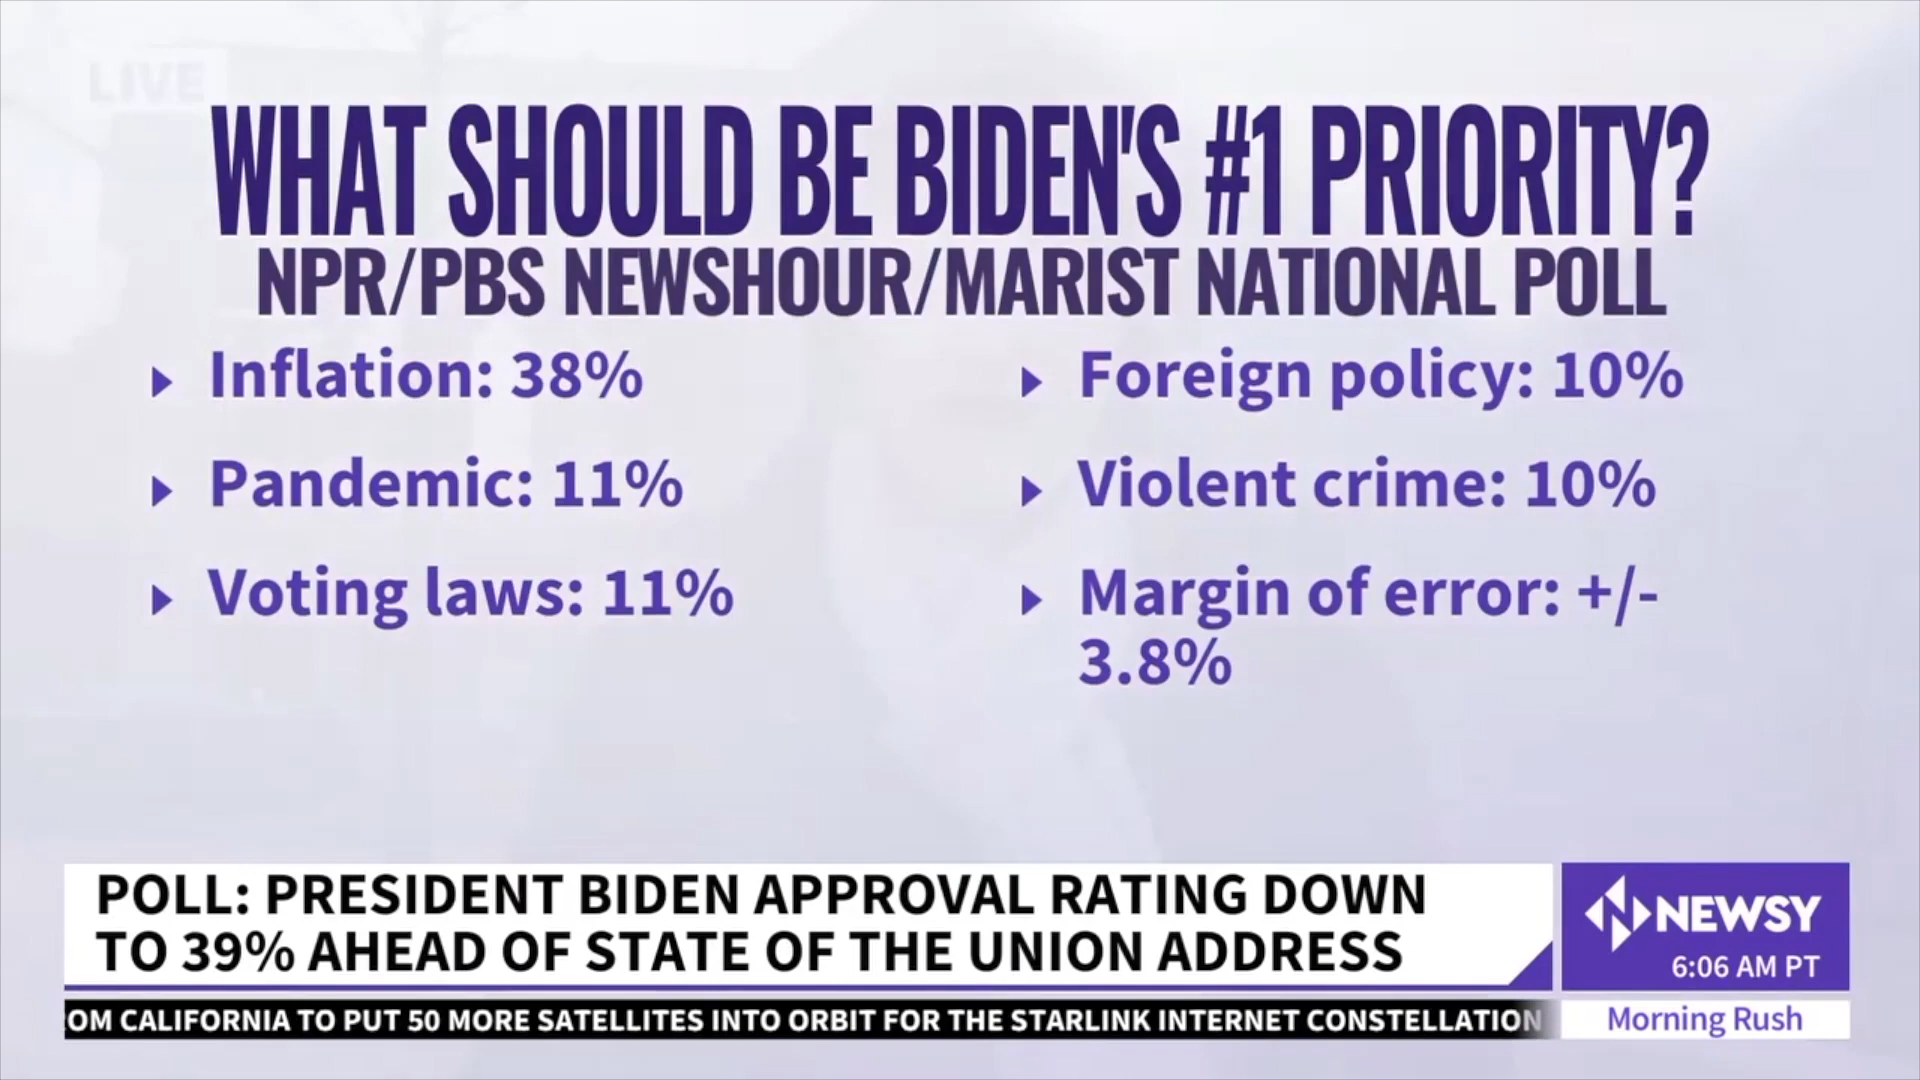 LIVE
WHAT SHOULD BE BIDEN'S #1 PRIORITY?
NPR/PBS NEWSHOUR/MARIST NATIONAL POLL
Inflation: 38%
Pandemic: 11%
Voting laws: 11%
Foreign policy: 10%
Violent crime: 10%
Margin of error: +/-
3.8%
POLL: PRESIDENT BIDEN APPROVAL RATING DOWN
TO 39% AHEAD OF STATE OF THE UNION ADDRESS
NEWSY
6:06 AM PT
OM CALIFORNIA TO PUT 50 MORE SATELLITES INTO ORBIT FOR THE STARLINK INTERNET CONSTELLATION
Morning Rush